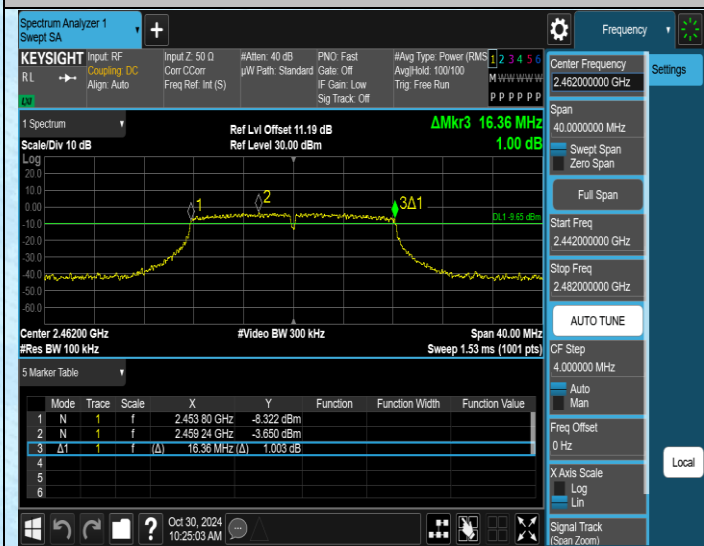 Spectrum Analyzer 1
Swept SA
Frequency
KEYSIGHT
RL
LXI
Input: RF
Coupling: DC
Align: Auto
Input Z: 50 Ω
Corr CCorr
Freq Ref: Int (S)
#Atten: 40 dB
µW Path: Standard
PNO: Fast
Gate: Off
IF Gain: Low
Sig Track: Off
#Avg Type: Power (RMS
Avg|Hold: 100/100
Trig: Free Run
1 2 3 4 5 6
M W W W W W
P P P P P P
1 Spectrum
Scale/Div 10 dB
Ref Lvl Offset 11.19 dB
Ref Level 30.00 dBm
ΔMkr3 16.36 MHz
1.00 dB
Log
20.0
10.0
0.00
-10.0
-20.0
-30.0
-40.0
-50.0
-60.0
1
2
3Δ1
DL1 -9.65 dBm
Center 2.46200 GHz
#Video BW 300 kHz
Span 40.00 MHz
#Res BW 100 kHz
Sweep 1.53 ms (1001 pts)
5 Marker Table
Mode Trace Scale X Y Function Function Width Function Value
1 N 1 f 2.453 80 GHz -8.322 dBm
2 N 1 f 2.459 24 GHz -3.650 dBm
3 Δ1 1 f (Δ) 16.36 MHz (Δ) 1.003 dB
4
5
6
Oct 30, 2024
10:25:03 AM
Center Frequency
2.462000000 GHz
Span
40.0000000 MHz
Swept Span
Zero Span
Full Span
Start Freq
2.442000000 GHz
Stop Freq
2.482000000 GHz
AUTO TUNE
CF Step
4.000000 MHz
Auto
Man
Freq Offset
0 Hz
X Axis Scale
Log
Lin
Signal Track
(Span Zoom)
Settings
Local